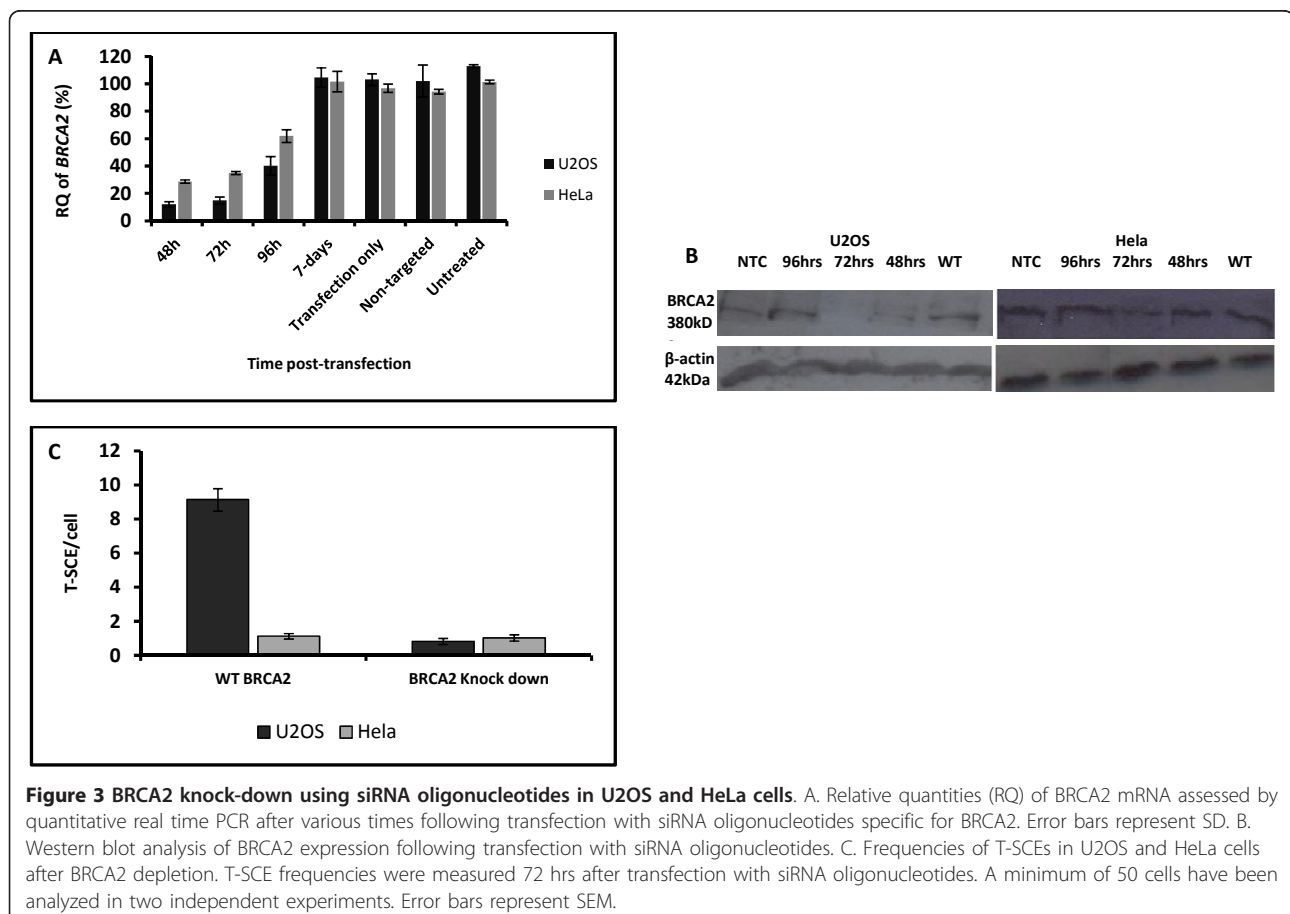 A
120
100
80
60
40
20
0
RQ of BRCA2 (%)
U2OS
HeLa
48h
72h
96h
7-days
Transfection only
Non-targeted
Untreated
Time post-transfection
B
U2OS
Hela
NTC 96hrs 72hrs 48hrs WT
NTC 96hrs 72hrs 48hrs WT
BRCA2
380kD
β-actin
42kDa
C
12
10
8
6
4
2
0
T-SCE/cell
WT BRCA2
BRCA2 Knock down
U2OS Hela
Figure 3 BRCA2 knock-down using siRNA oligonucleotides in U2OS and HeLa cells. A. Relative quantities (RQ) of BRCA2 mRNA assessed by
quantitative real time PCR after various times following transfection with siRNA oligonucleotides specific for BRCA2. Error bars represent SD. B.
Western blot analysis of BRCA2 expression following transfection with siRNA oligonucleotides. C. Frequencies of T-SCEs in U2OS and HeLa cells
after BRCA2 depletion. T-SCE frequencies were measured 72 hrs after transfection with siRNA oligonucleotides. A minimum of 50 cells have been
analyzed in two independent experiments. Error bars represent SEM.